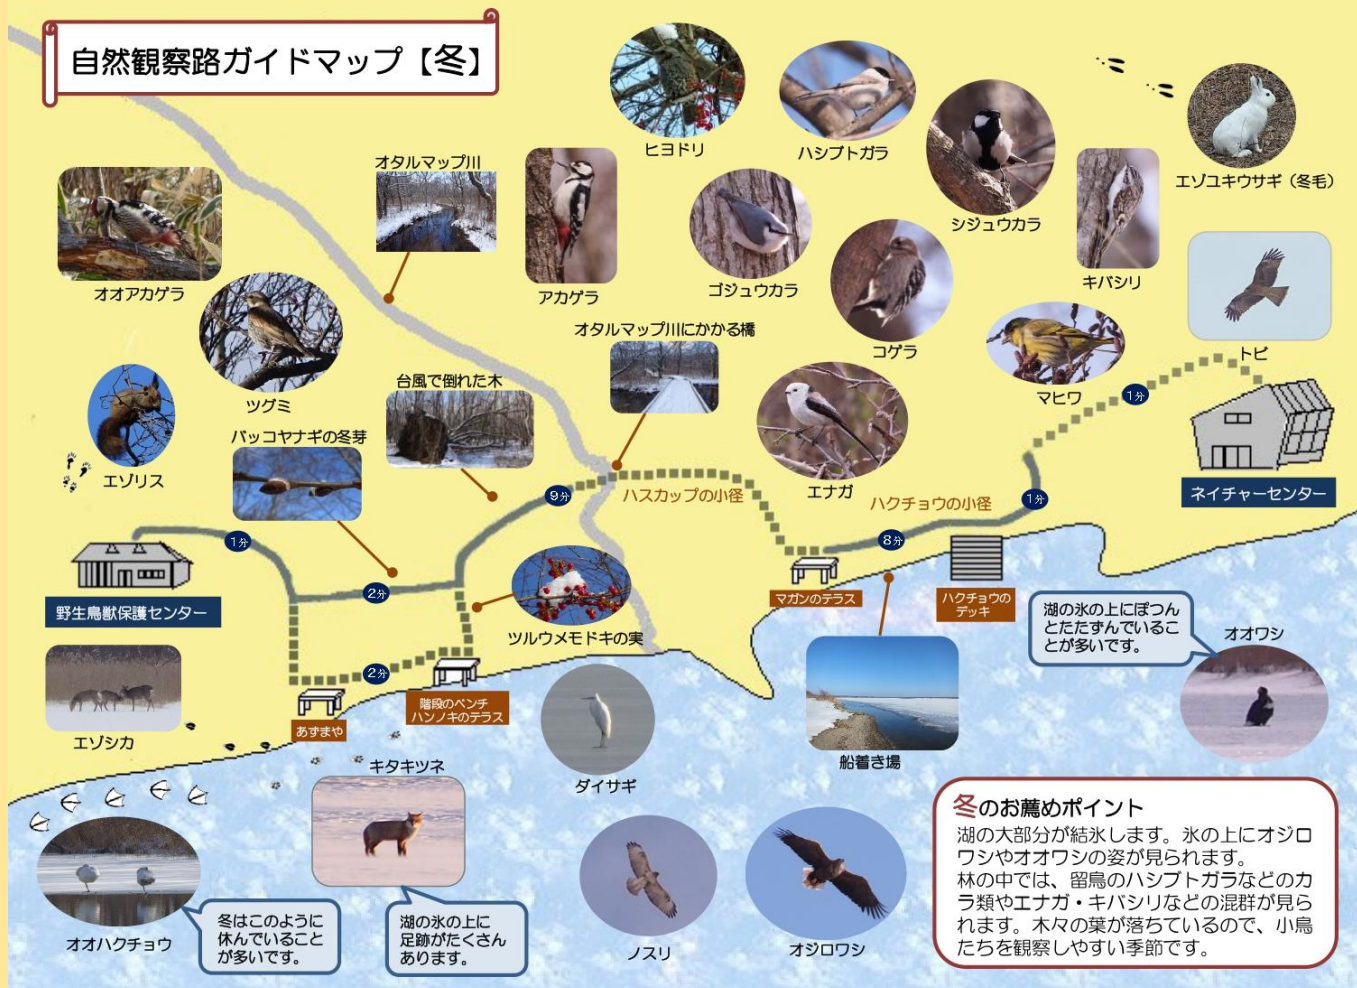 自然観察路ガイドマップ【冬】
ヒヨドリ
ハシブトガラ
シジュウカラ
エゾユキウサギ（冬毛）
オタルマップ川
アカゲラ
ゴジュウカラ
キバシリ
オオアカゲラ
コゲラ
トビ
ツグミ
オタルマップ川にかかる橋
マヒワ
1分
台風で倒れた木
エゾリス
バッコヤナギの冬芽
エナガ
ネイチャーセンター
9分
ハスカップの小径
ハクチョウの小径
1分
1分
8分
2分
野生鳥獣保護センター
マガンのテラス
ハクチョウの
デッキ
ツルウメモドキの実
湖の氷の上にぽつん
とたたずんでいるこ
とが多いです。
オオワシ
2分
階段のベンチ
ハンノキのテラス
あずまや
エゾシカ
船着き場
キタキツネ
ダイサギ
冬のお薦めポイント
湖の大部分が結氷します。氷の上にオジロ
ワシやオオワシの姿が見られます。
林の中では、留鳥のハシブトガラなどのカ
ラ類やエナガ・キバシリなどの混群が見ら
れます。木々の葉が落ちているので、小鳥
たちを観察しやすい季節です。
オオハクチョウ
冬はこのように
休んでいること
が多いです。
湖の氷の上に
足跡がたくさん
あります。
ノスリ
オジロワシ